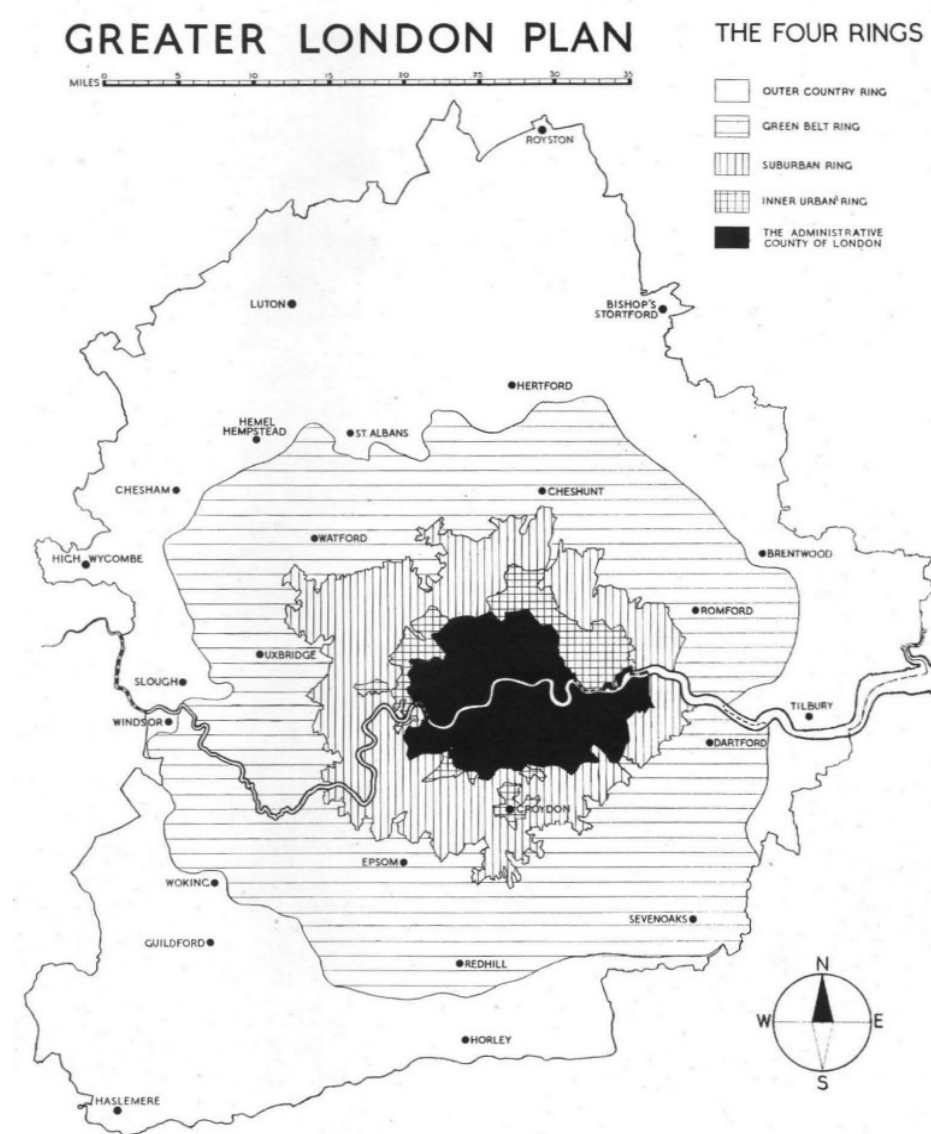 GREATER LONDON PLAN
MILES 0 5 10 15 20 25 30 35
THE FOUR RINGS
OUTER COUNTRY RING
GREEN BELT RING
SUBURBAN RING
INNER URBAN RING
THE ADMINISTRATIVE
COUNTY OF LONDON
ROYSTON
LUTON
BISHOP'S
STORTFORD
HERTFORD
HEMEL
HEMPSTEAD
ST. ALBANS
CHESHAM
CHESHUNT
WATFORD
HIGH WYCOMBE
BRENTWOOD
ROMFORD
UXBRIDGE
SLOUGH
WINDSOR
TILBURY
DARTFORD
CROYDON
EPSOM
WOKING
SEVENOAKS
GUILDFORD
REDHILL
HORLEY
HASLEMERE
N
W E
S